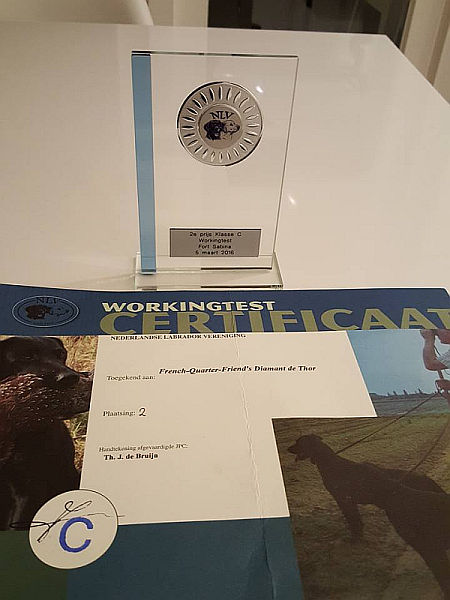 NLV
2e prijs Klasse C
Workingtest
Fort Sabina
5 maart 2016
NLV
WORKINGTEST
CERTIFICAAT
NEDERLANDSE LABRADOR VERENIGING
Toegekend aan: French-Quarter-Friend's Diamant de Thor
Plaatsing: 2
Handtekening afgevaardigde JPC:
Th. J. de Bruijn
C